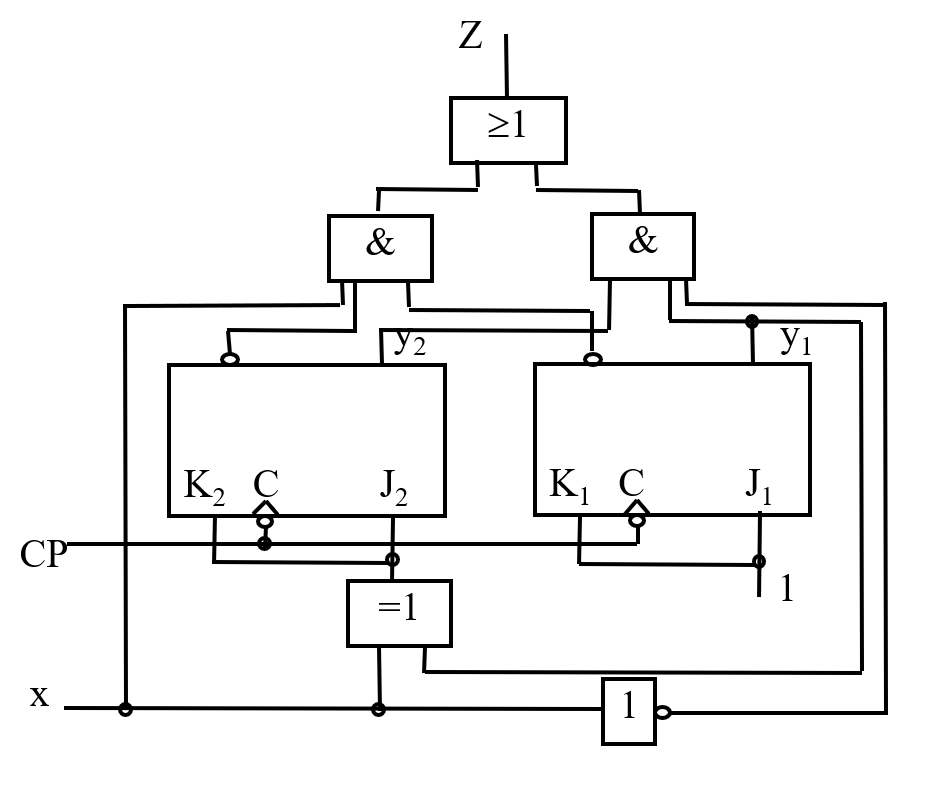 Z
≥1
&
&
y₂
y₁
K₂ C J₂
K₁ C J₁
CP
=1
1
x
1